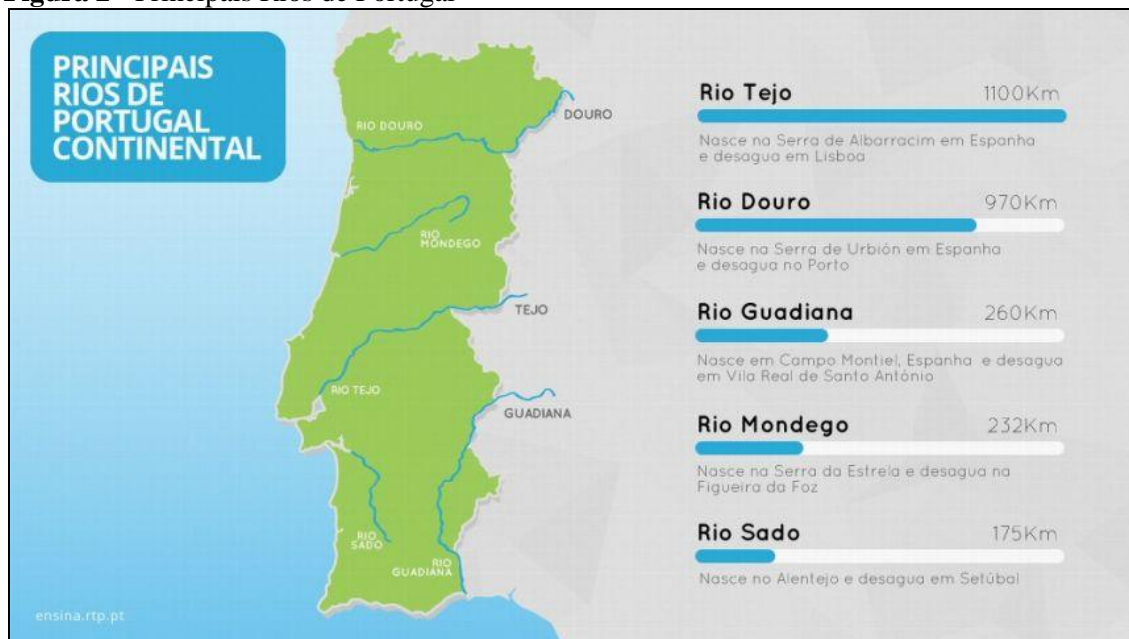 Figura 2 - Principais Rios de Portugal
PRINCIPAIS
RIOS DE
PORTUGAL
CONTINENTAL
RIO DOURO
DOURO
RIO
MONDEGO
TEJO
RIO TEJO
GUADIANA
RIO
SADO
RIO
GUADIANA
ensina.rtp.pt
Rio Tejo 1100Km
Nasce na Serra de Albarracim em Espanha
e desagua em Lisboa
Rio Douro 970Km
Nasce na Serra de Urbión em Espanha
e desagua no Porto
Rio Guadiana 260Km
Nasce em Campo Montiel, Espanha e desagua
em Vila Real de Santo António
Rio Mondego 232Km
Nasce na Serra da Estrela e desagua na
Figueira da Foz
Rio Sado 175Km
Nasce no Alentejo e desagua em Setúbal